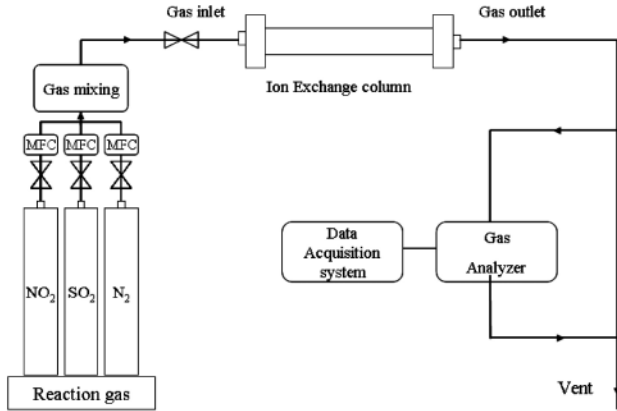 Gas inlet
Gas outlet
Gas mixing
Ion Exchange column
MFC MFC MFC
Data
Acquisition
system
Gas
Analyzer
NO₂ SO₂ N₂
Reaction gas
Vent